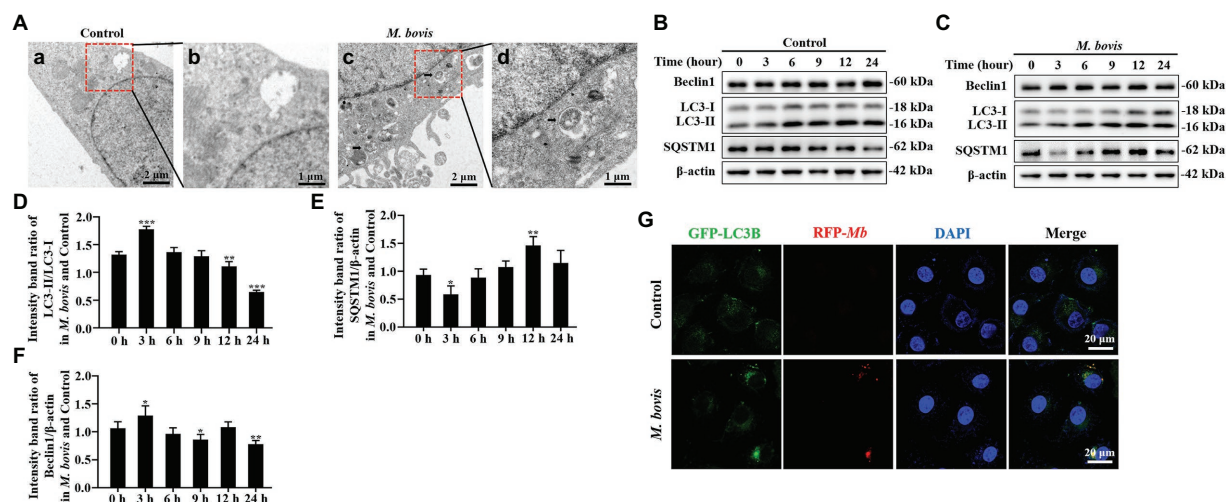 A
Control
M. bovis
a
b
c
d
2 μm
1 μm
2 μm
1 μm
B
Control
Time (hour) 0 3 6 9 12 24
Beclin1 -60 kDa
LC3-I -18 kDa
LC3-II -16 kDa
SQSTM1 -62 kDa
β-actin -42 kDa
C
M. bovis
Time (hour) 0 3 6 9 12 24
Beclin1 -60 kDa
LC3-I -18 kDa
LC3-II -16 kDa
SQSTM1 -62 kDa
β-actin -42 kDa
D
Intensity band ratio of
LC3-II/LC3-I
in M. bovis and Control
2.0
1.5
1.0
0.5
0.0
***
**
***
0 h 3 h 6 h 9 h 12 h 24 h
E
Intensity band ratio of
SQSTM1/β-actin
in M. bovis and Control
2.0
1.5
1.0
0.5
0.0
*
**
0 h 3 h 6 h 9 h 12 h 24 h
F
Intensity band ratio of
Beclin1/β-actin
in M. bovis and Control
2.0
1.5
1.0
0.5
0.0
*
*
**
0 h 3 h 6 h 9 h 12 h 24 h
G
GFP-LC3B RFP-Mb DAPI Merge
Control
20 μm
M. bovis
20 μm